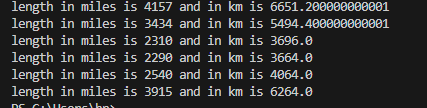 length in miles is 4157 and in km is 6651.200000000001
length in miles is 3434 and in km is 5494.400000000001
length in miles is 2310 and in km is 3696.0
length in miles is 2290 and in km is 3664.0
length in miles is 2540 and in km is 4064.0
length in miles is 3915 and in km is 6264.0
PS C:\Users\hp>